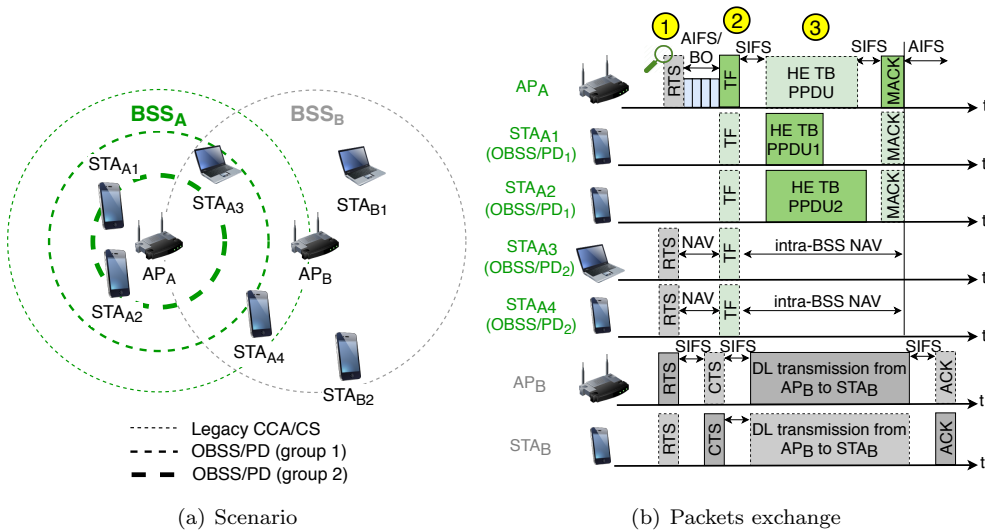 BSSA
BSSB
STAA1
STAA3
STAB1
APA
APB
STAA2
STAA4
STAB2
Legacy CCA/CS
OBSS/PD (group 1)
OBSS/PD (group 2)
(a) Scenario
1
2
3
AIFS/
BO
SIFS
SIFS
AIFS
APA
RTS
TF
HE TB
PPDU
MACK
t
STAA1
(OBSS/PD1)
TF
HE TB
PPDU1
MACK
t
STAA2
(OBSS/PD1)
TF
HE TB
PPDU2
MACK
t
STAA3
(OBSS/PD2)
RTS
NAV
TF
intra-BSS NAV
t
STAA4
(OBSS/PD2)
RTS
NAV
TF
intra-BSS NAV
t
SIFS
SIFS
SIFS
APB
RTS
CTS
DL transmission from
APB to STAB
ACK
t
STAB
RTS
CTS
DL transmission from
APB to STAB
ACK
t
(b) Packets exchange